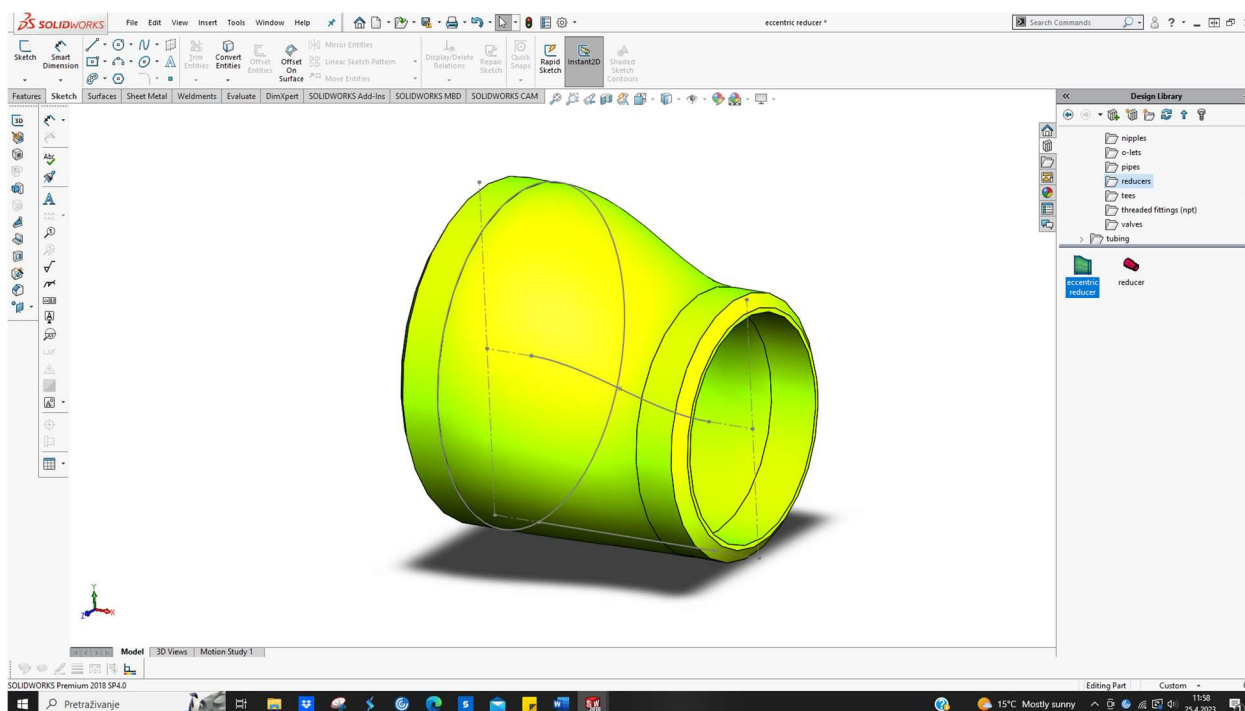 SOLIDWORKS File Edit View Insert Tools Window Help eccentric reducer * Search Commands
Sketch Smart Dimension Trim Entities Convert Entities Offset Entities Offset On Surface Mirror Entities Linear Sketch Pattern Move Entities Display/Delete Relations Repair Sketch Quick Snaps Rapid Sketch Instant2D Shaded Sketch Contours
Features Sketch Surfaces Sheet Metal Weldments Evaluate DimXpert SOLIDWORKS Add-Ins SOLIDWORKS MBD SOLIDWORKS CAM
Design Library
nipples
o-lets
pipes
reducers
tees
threaded fittings (npt)
valves
tubing
eccentric reducer
reducer
Y
Z
X
Model 3D Views Motion Study 1
SOLIDWORKS Premium 2018 SP4.0 Editing Part Custom
Pretraživanje 15°C Mostly sunny 11:58
25.4.2023.